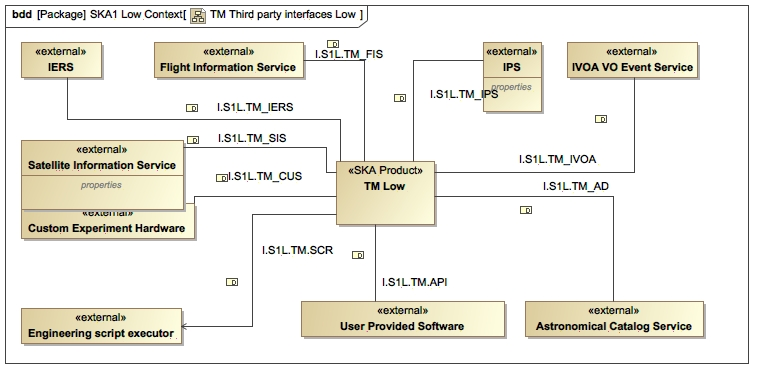 bdd [Package] SKA1 Low Context[ TM Third party interfaces Low ]
«external»
IERS
«external»
Flight Information Service
I.S1L.TM_FIS
«external»
IPS
properties
«external»
IVOA VO Event Service
I.S1L.TM_IPS
I.S1L.TM_IERS
I.S1L.TM_SIS
«external»
Satellite Information Service
properties
I.S1L.TM_CUS
«SKA Product»
TM Low
I.S1L.TM_IVOA
I.S1L.TM_AD
«external»
Custom Experiment Hardware
I.S1L.TM.SCR
I.S1L.TM.API
«external»
Engineering script executor
«external»
User Provided Software
«external»
Astronomical Catalog Service